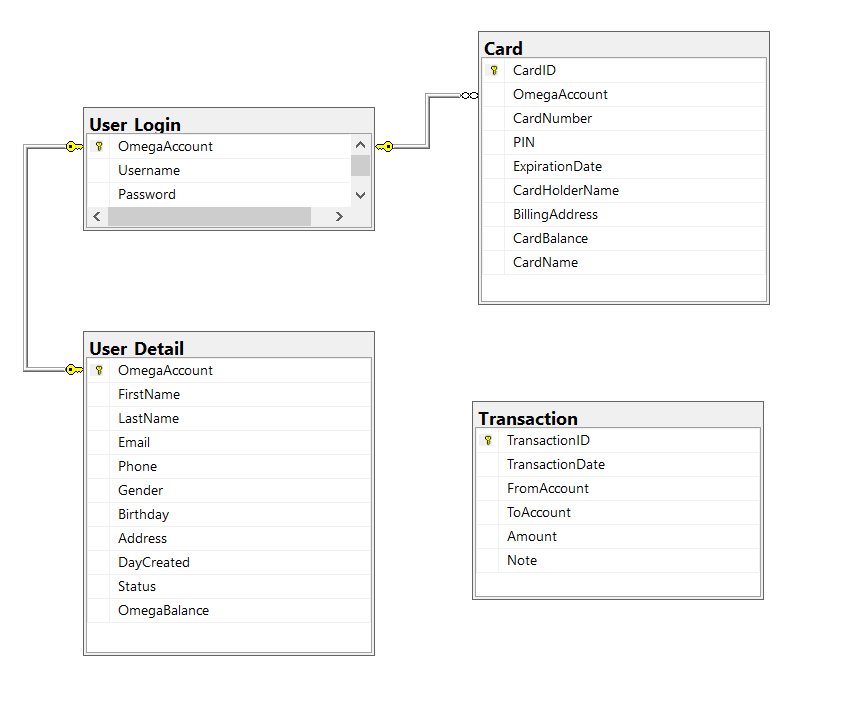 User Login
OmegaAccount
Username
Password
Card
CardID
OmegaAccount
CardNumber
PIN
ExpirationDate
CardHolderName
BillingAddress
CardBalance
CardName
User Detail
OmegaAccount
FirstName
LastName
Email
Phone
Gender
Birthday
Address
DayCreated
Status
OmegaBalance
Transaction
TransactionID
TransactionDate
FromAccount
ToAccount
Amount
Note